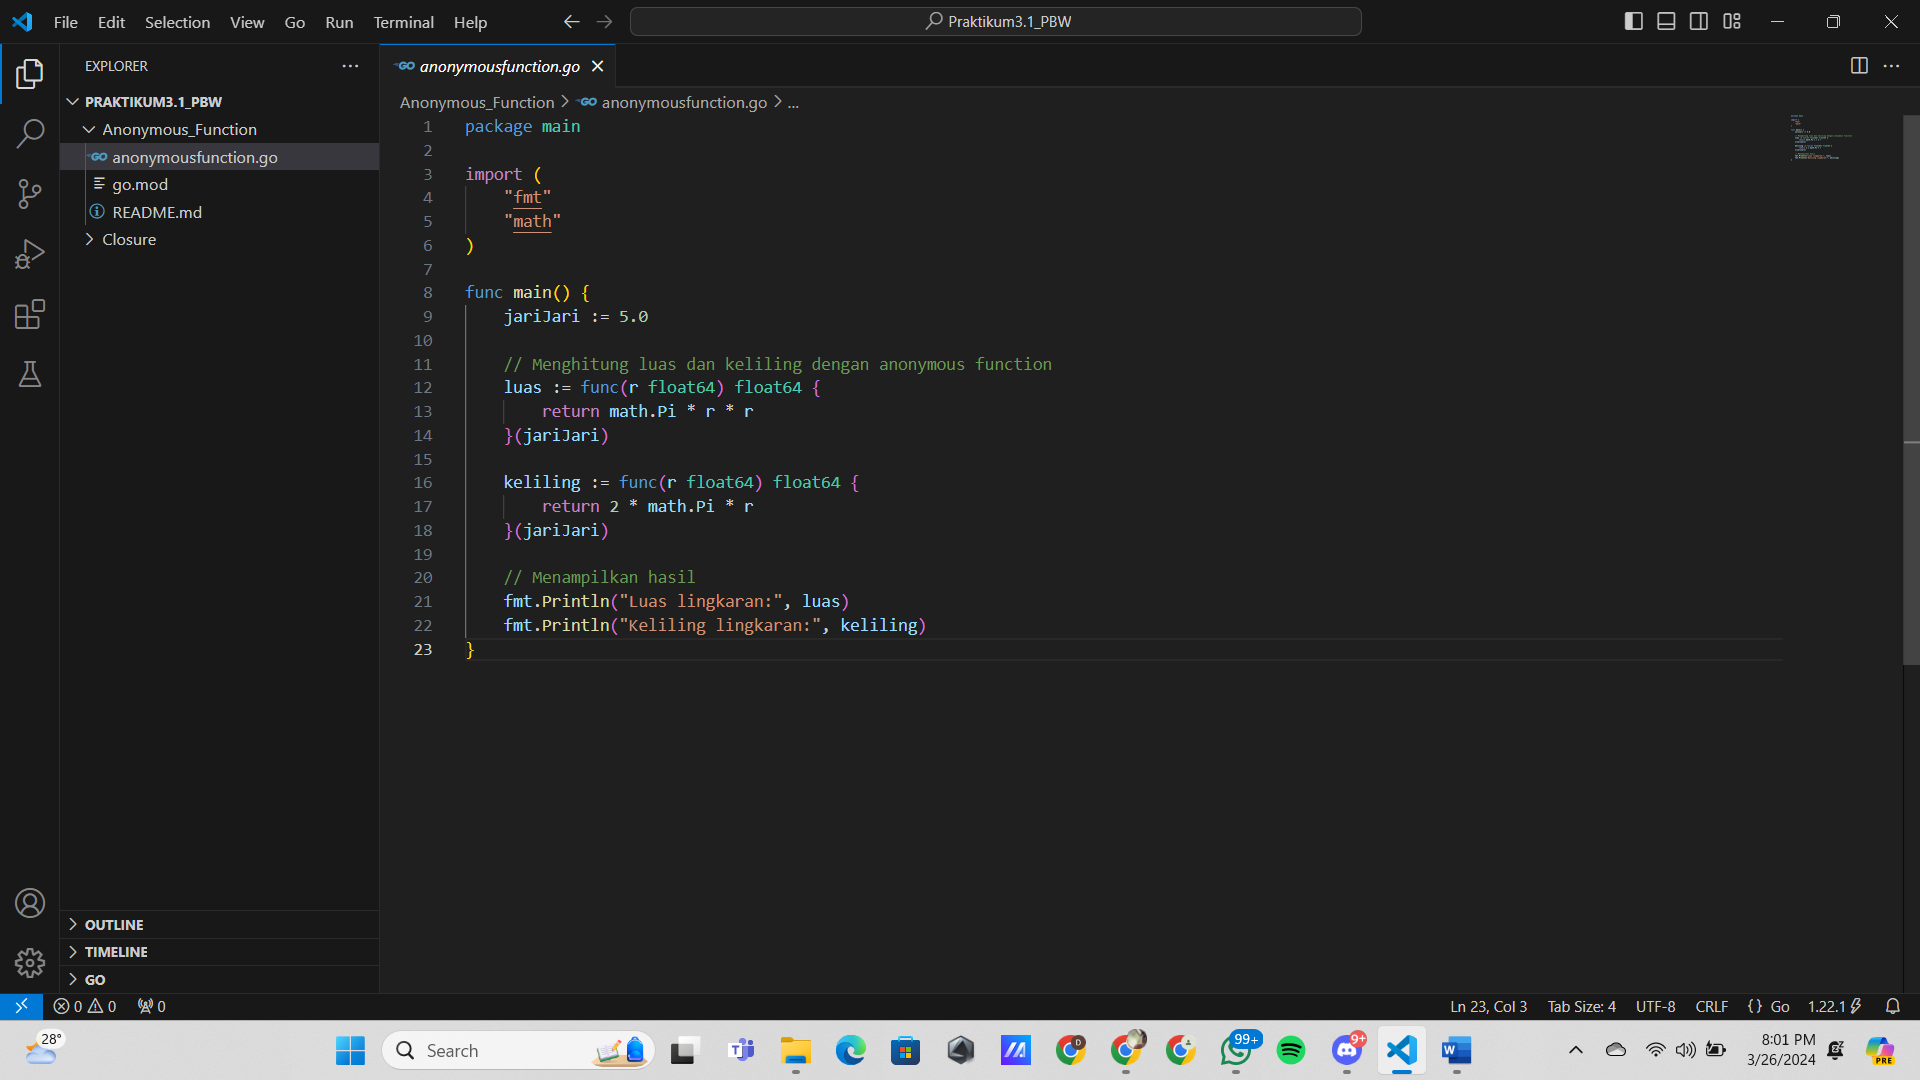 File Edit Selection View Go Run Terminal Help
Praktikum3.1_PBW
EXPLORER
PRAKTIKUM3.1_PBW
Anonymous_Function
GO anonymousfunction.go
go.mod
README.md
Closure
OUTLINE
TIMELINE
GO
GO anonymousfunction.go
Anonymous_Function > GO anonymousfunction.go > ...
1 package main
2
3 import (
4 "fmt"
5 "math"
6 )
7
8 func main() {
9 jariJari := 5.0
10
11 // Menghitung luas dan keliling dengan anonymous function
12 luas := func(r float64) float64 {
13 return math.Pi * r * r
14 }(jariJari)
15
16 keliling := func(r float64) float64 {
17 return 2 * math.Pi * r
18 }(jariJari)
19
20 // Menampilkan hasil
21 fmt.Println("Luas lingkaran:", luas)
22 fmt.Println("Keliling lingkaran:", keliling)
23 }
0 0 0
Ln 23, Col 3 Tab Size: 4 UTF-8 CRLF {} Go 1.22.1
28°
Search
D
99+
9+
W
8:01 PM
3/26/2024
PRE